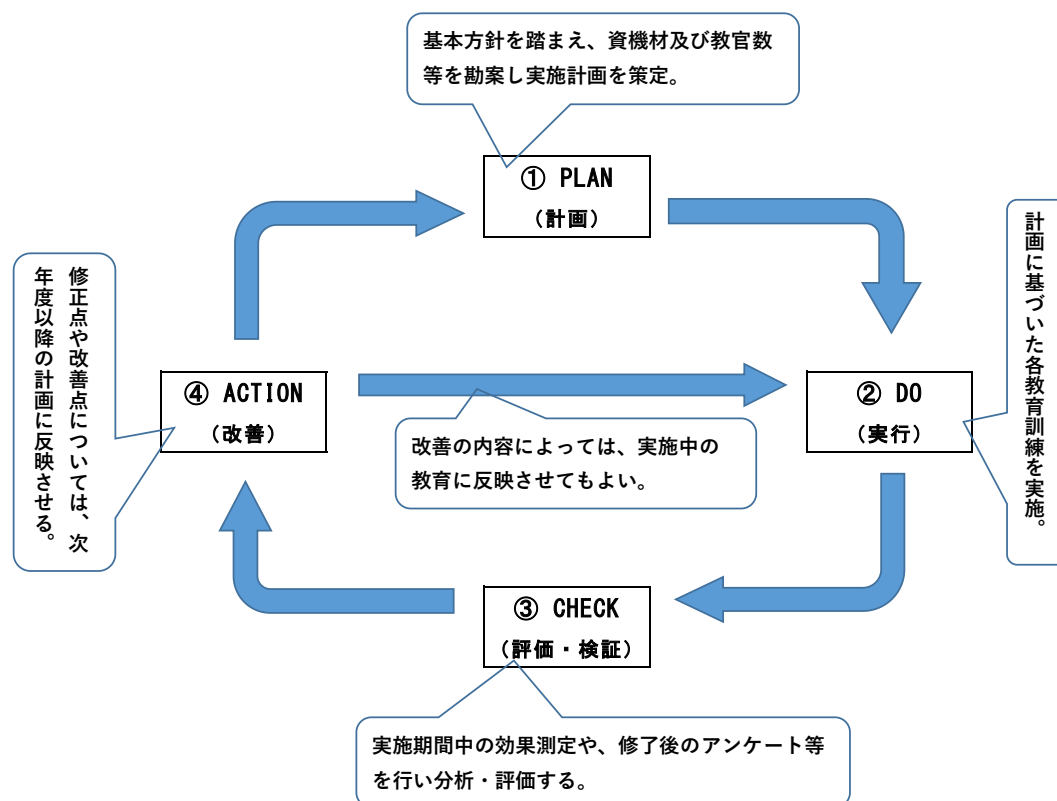 基本方針を踏まえ、資機材及び教官数
等を勘案し実施計画を策定。
① PLAN
（計画）
計画に基づいた各教育訓練を実施。
修正点や改善点については、次
年度以降の計画に反映させる。
④ ACTION
（改善）
② DO
（実行）
改善の内容によっては、実施中の
教育に反映させてもよい。
③ CHECK
（評価・検証）
実施期間中の効果測定や、修了後のアンケート等
を行い分析・評価する。